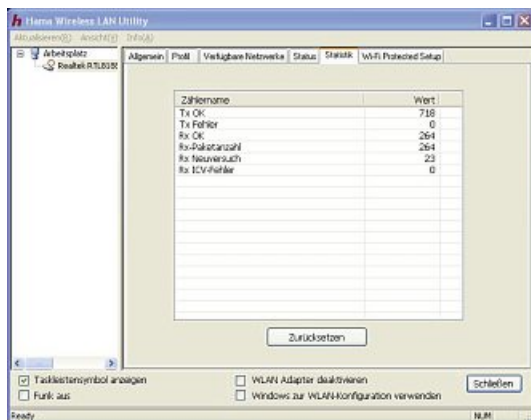 Hama Wireless LAN Utility
Aktualisieren(R) Ansicht(V) Info(A)
Arbeitsplatz
Realtek RTL818
Allgemein Profil Verfügbare Netzwerke Status Statistik Wi-Fi Protected Setup
Zählername Wert
Tx OK 718
Tx Fehler 0
Rx OK 264
Rx-Paketanzahl 264
Rx Neuversuch 23
Rx ICV-Fehler 0
Zurücksetzen
Taskleistensymbol anzeigen
Funk aus
WLAN Adapter deaktivieren
Windows zur WLAN-Konfiguration verwenden
Schließen
Ready NUM